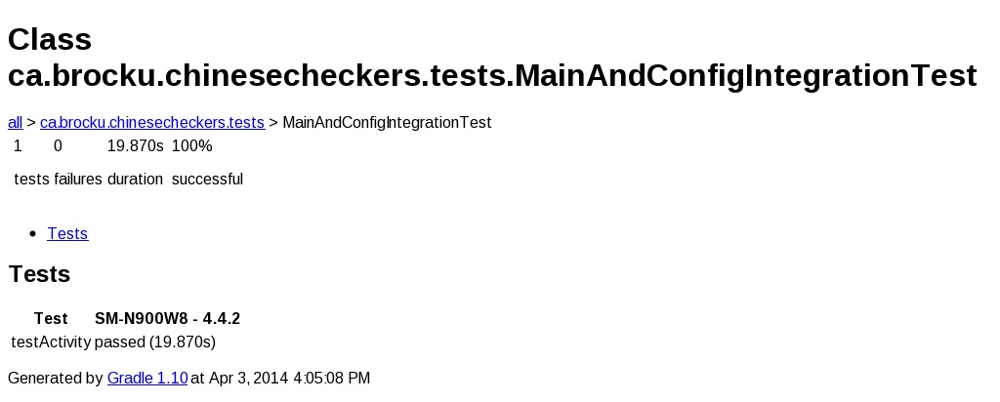 Class
ca.brocku.chinesecheckers.tests.MainAndConfigIntegrationTest
all > ca.brocku.chinesecheckers.tests > MainAndConfigIntegrationTest
1 0 19.870s 100%
tests failures duration successful
• Tests
Tests
Test SM-N900W8 - 4.4.2
testActivity passed (19.870s)
Generated by Gradle 1.10 at Apr 3, 2014 4:05:08 PM